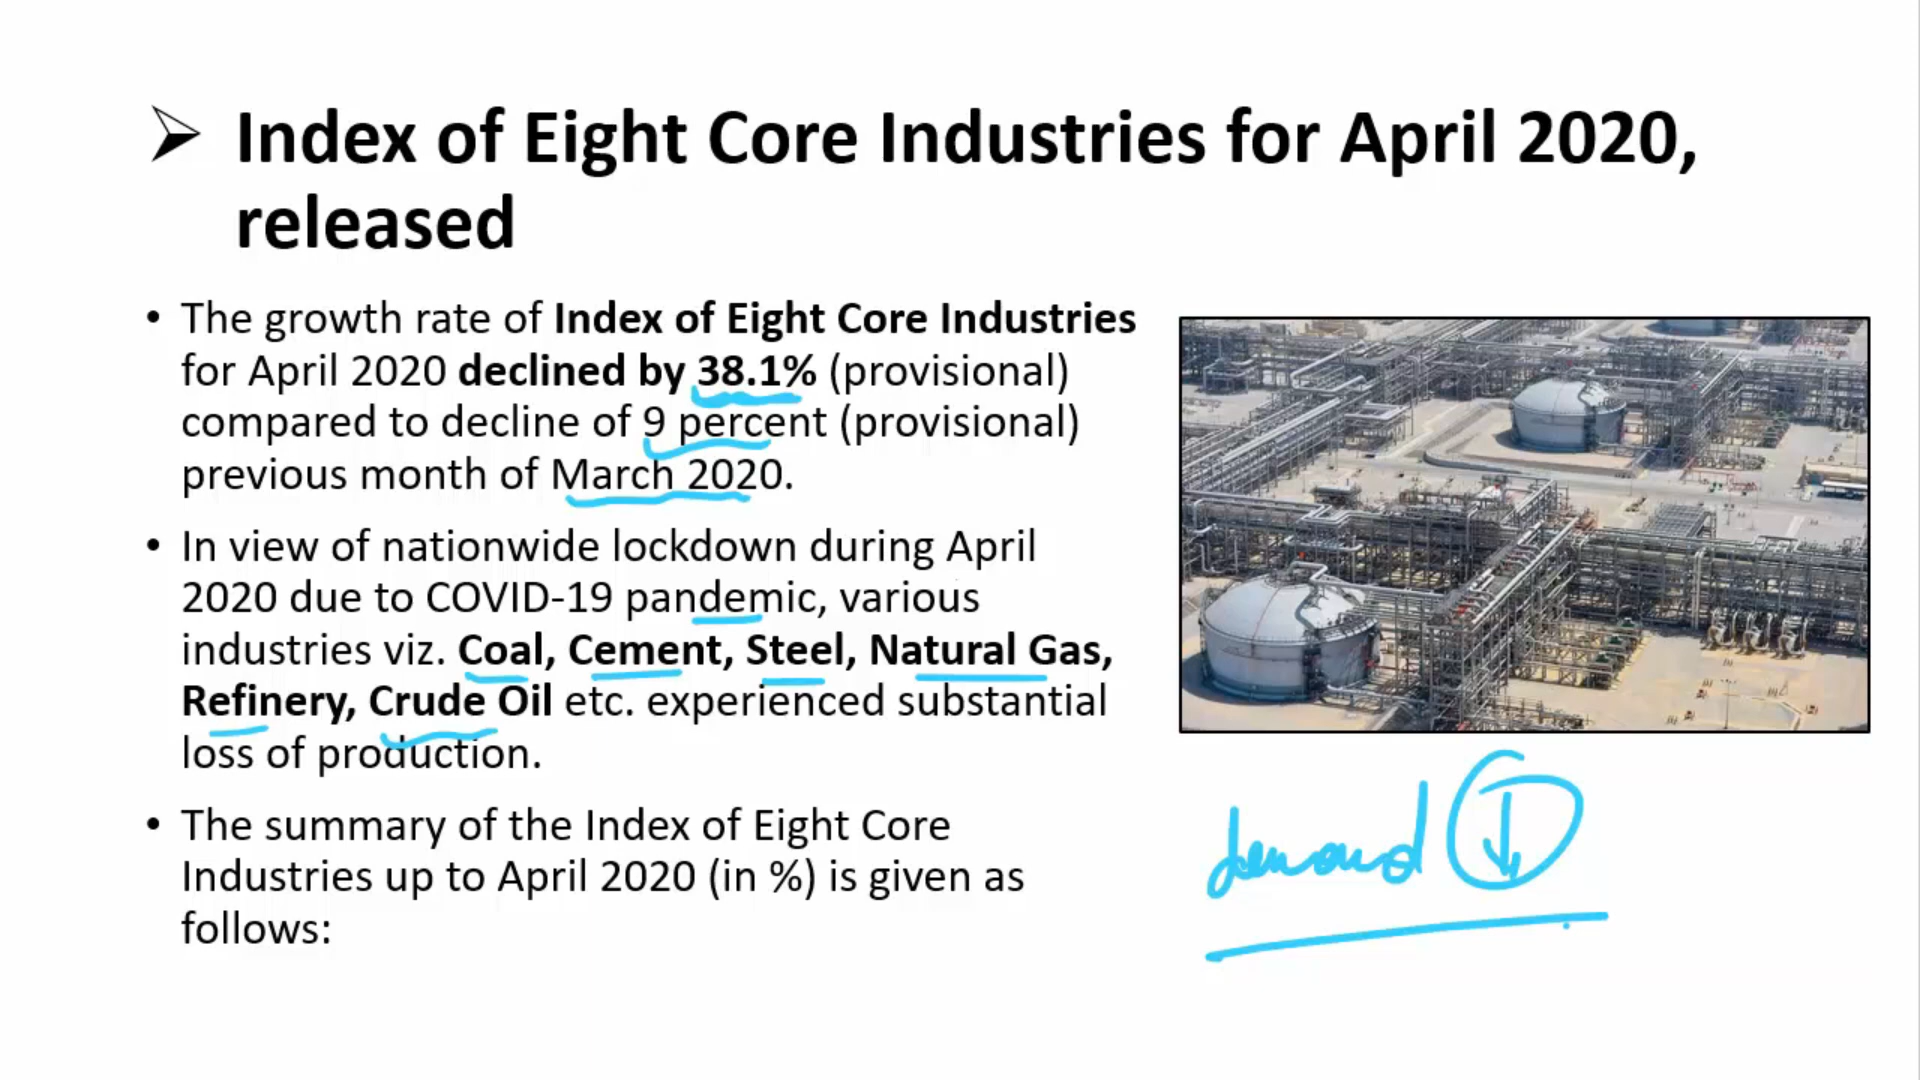 ➢ Index of Eight Core Industries for April 2020,
released
• The growth rate of Index of Eight Core Industries
for April 2020 declined by 38.1% (provisional)
compared to decline of 9 percent (provisional)
previous month of March 2020.
• In view of nationwide lockdown during April
2020 due to COVID-19 pandemic, various
industries viz. Coal, Cement, Steel, Natural Gas,
Refinery, Crude Oil etc. experienced substantial
loss of production.
• The summary of the Index of Eight Core
Industries up to April 2020 (in %) is given as
follows:
demand ↓